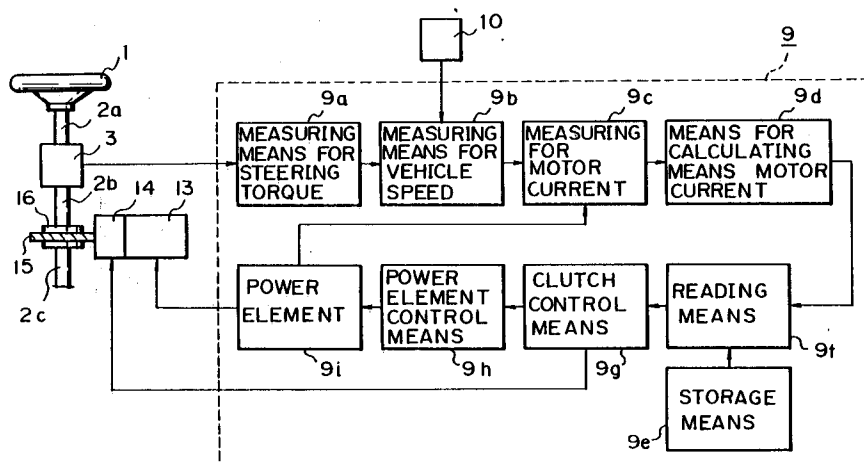 1
2a
3
2b
16
15
2c
14
13
10
9
9a
MEASURING
MEANS FOR
STEERING
TORQUE
9b
MEASURING
MEANS FOR
VEHICLE
SPEED
9c
MEASURING
FOR
MOTOR
CURRENT
9d
MEANS FOR
CALCULATING
MEANS MOTOR
CURRENT
POWER
ELEMENT
9i
POWER
ELEMENT
CONTROL
MEANS
9h
CLUTCH
CONTROL
MEANS
9g
READING
MEANS
9f
STORAGE
MEANS
9e